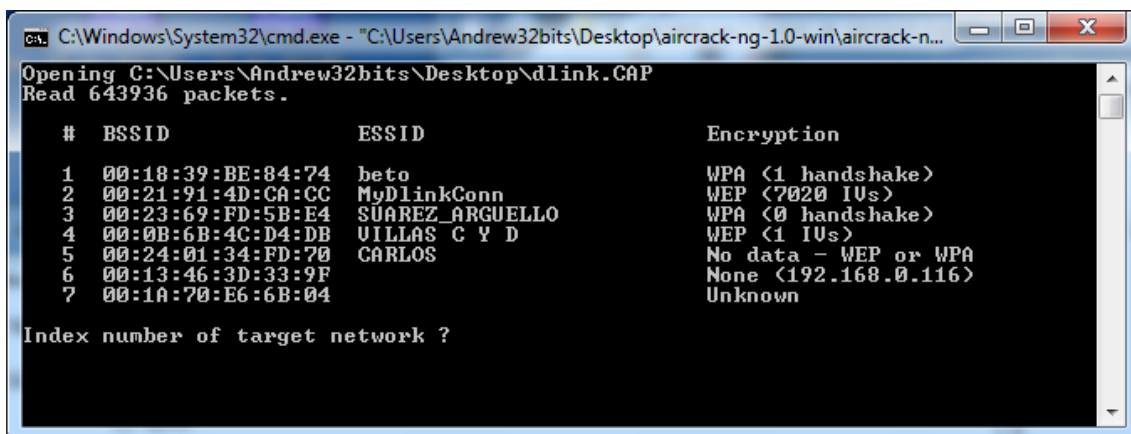 C:\Windows\System32\cmd.exe - "C:\Users\Andrew32bits\Desktop\aircrack-ng-1.0-win\aircrack-n...
Opening C:\Users\Andrew32bits\Desktop\dlink.CAP
Read 643936 packets.
# BSSID ESSID Encryption
1 00:18:39:BE:84:74 beto WPA (1 handshake)
2 00:21:91:4D:CA:CC MyDlinkConn WEP (7020 IVs)
3 00:23:69:FD:5B:E4 SUAREZ_ARGUELLO WPA (0 handshake)
4 00:0B:6B:4C:D4:DB VILLAS C Y D WEP (1 IVs)
5 00:24:01:34:FD:70 CARLOS No data - WEP or WPA
6 00:13:46:3D:33:9F None (192.168.0.116)
7 00:1A:70:E6:6B:04 Unknown
Index number of target network ?